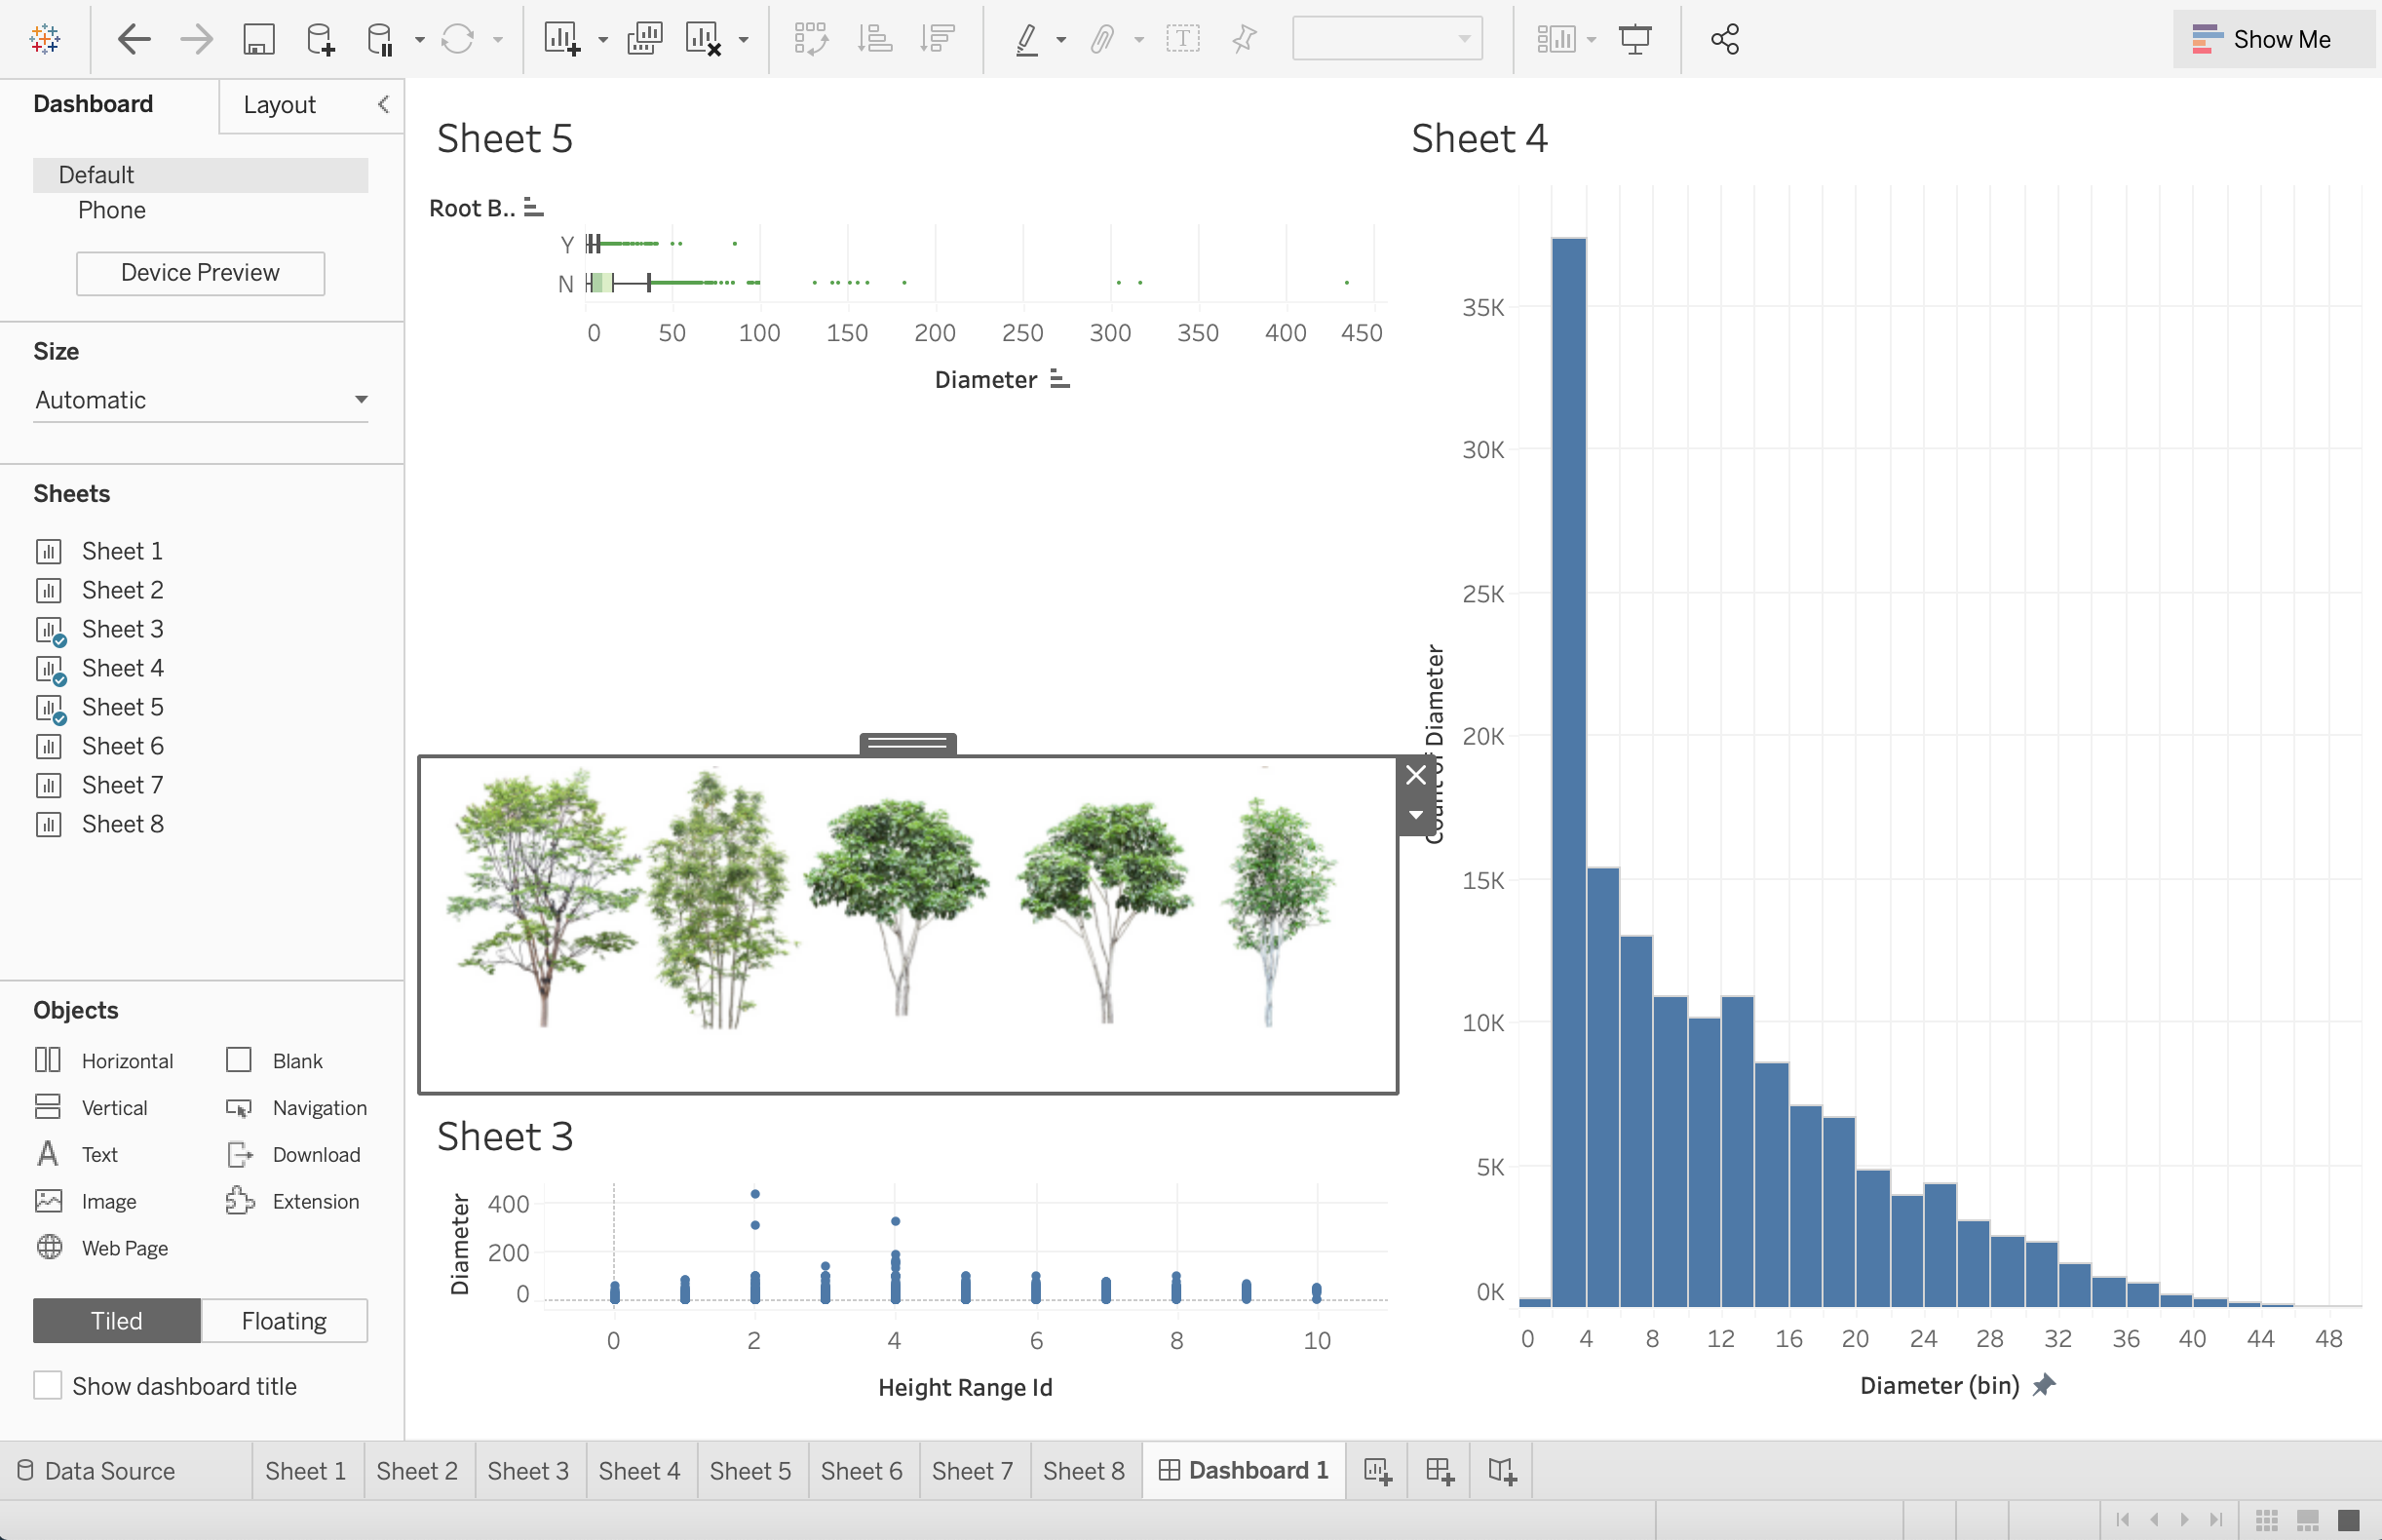 Show Me
Dashboard
Layout
Default
Phone
Device Preview
Size
Automatic
Sheets
Sheet 1
Sheet 2
Sheet 3
Sheet 4
Sheet 5
Sheet 6
Sheet 7
Sheet 8
Objects
Horizontal Blank
Vertical Navigation
Text Download
Image Extension
Web Page
Tiled Floating
Show dashboard title
Sheet 5
Root B..
Y
N
0 50 100 150 200 250 300 350 400 450
Diameter
Sheet 3
Diameter
400
200
0
0 2 4 6 8 10
Height Range Id
Sheet 4
Count of Diameter
35K
30K
25K
20K
15K
10K
5K
0K
0 4 8 12 16 20 24 28 32 36 40 44 48
Diameter (bin)
Data Source Sheet 1 Sheet 2 Sheet 3 Sheet 4 Sheet 5 Sheet 6 Sheet 7 Sheet 8 Dashboard 1